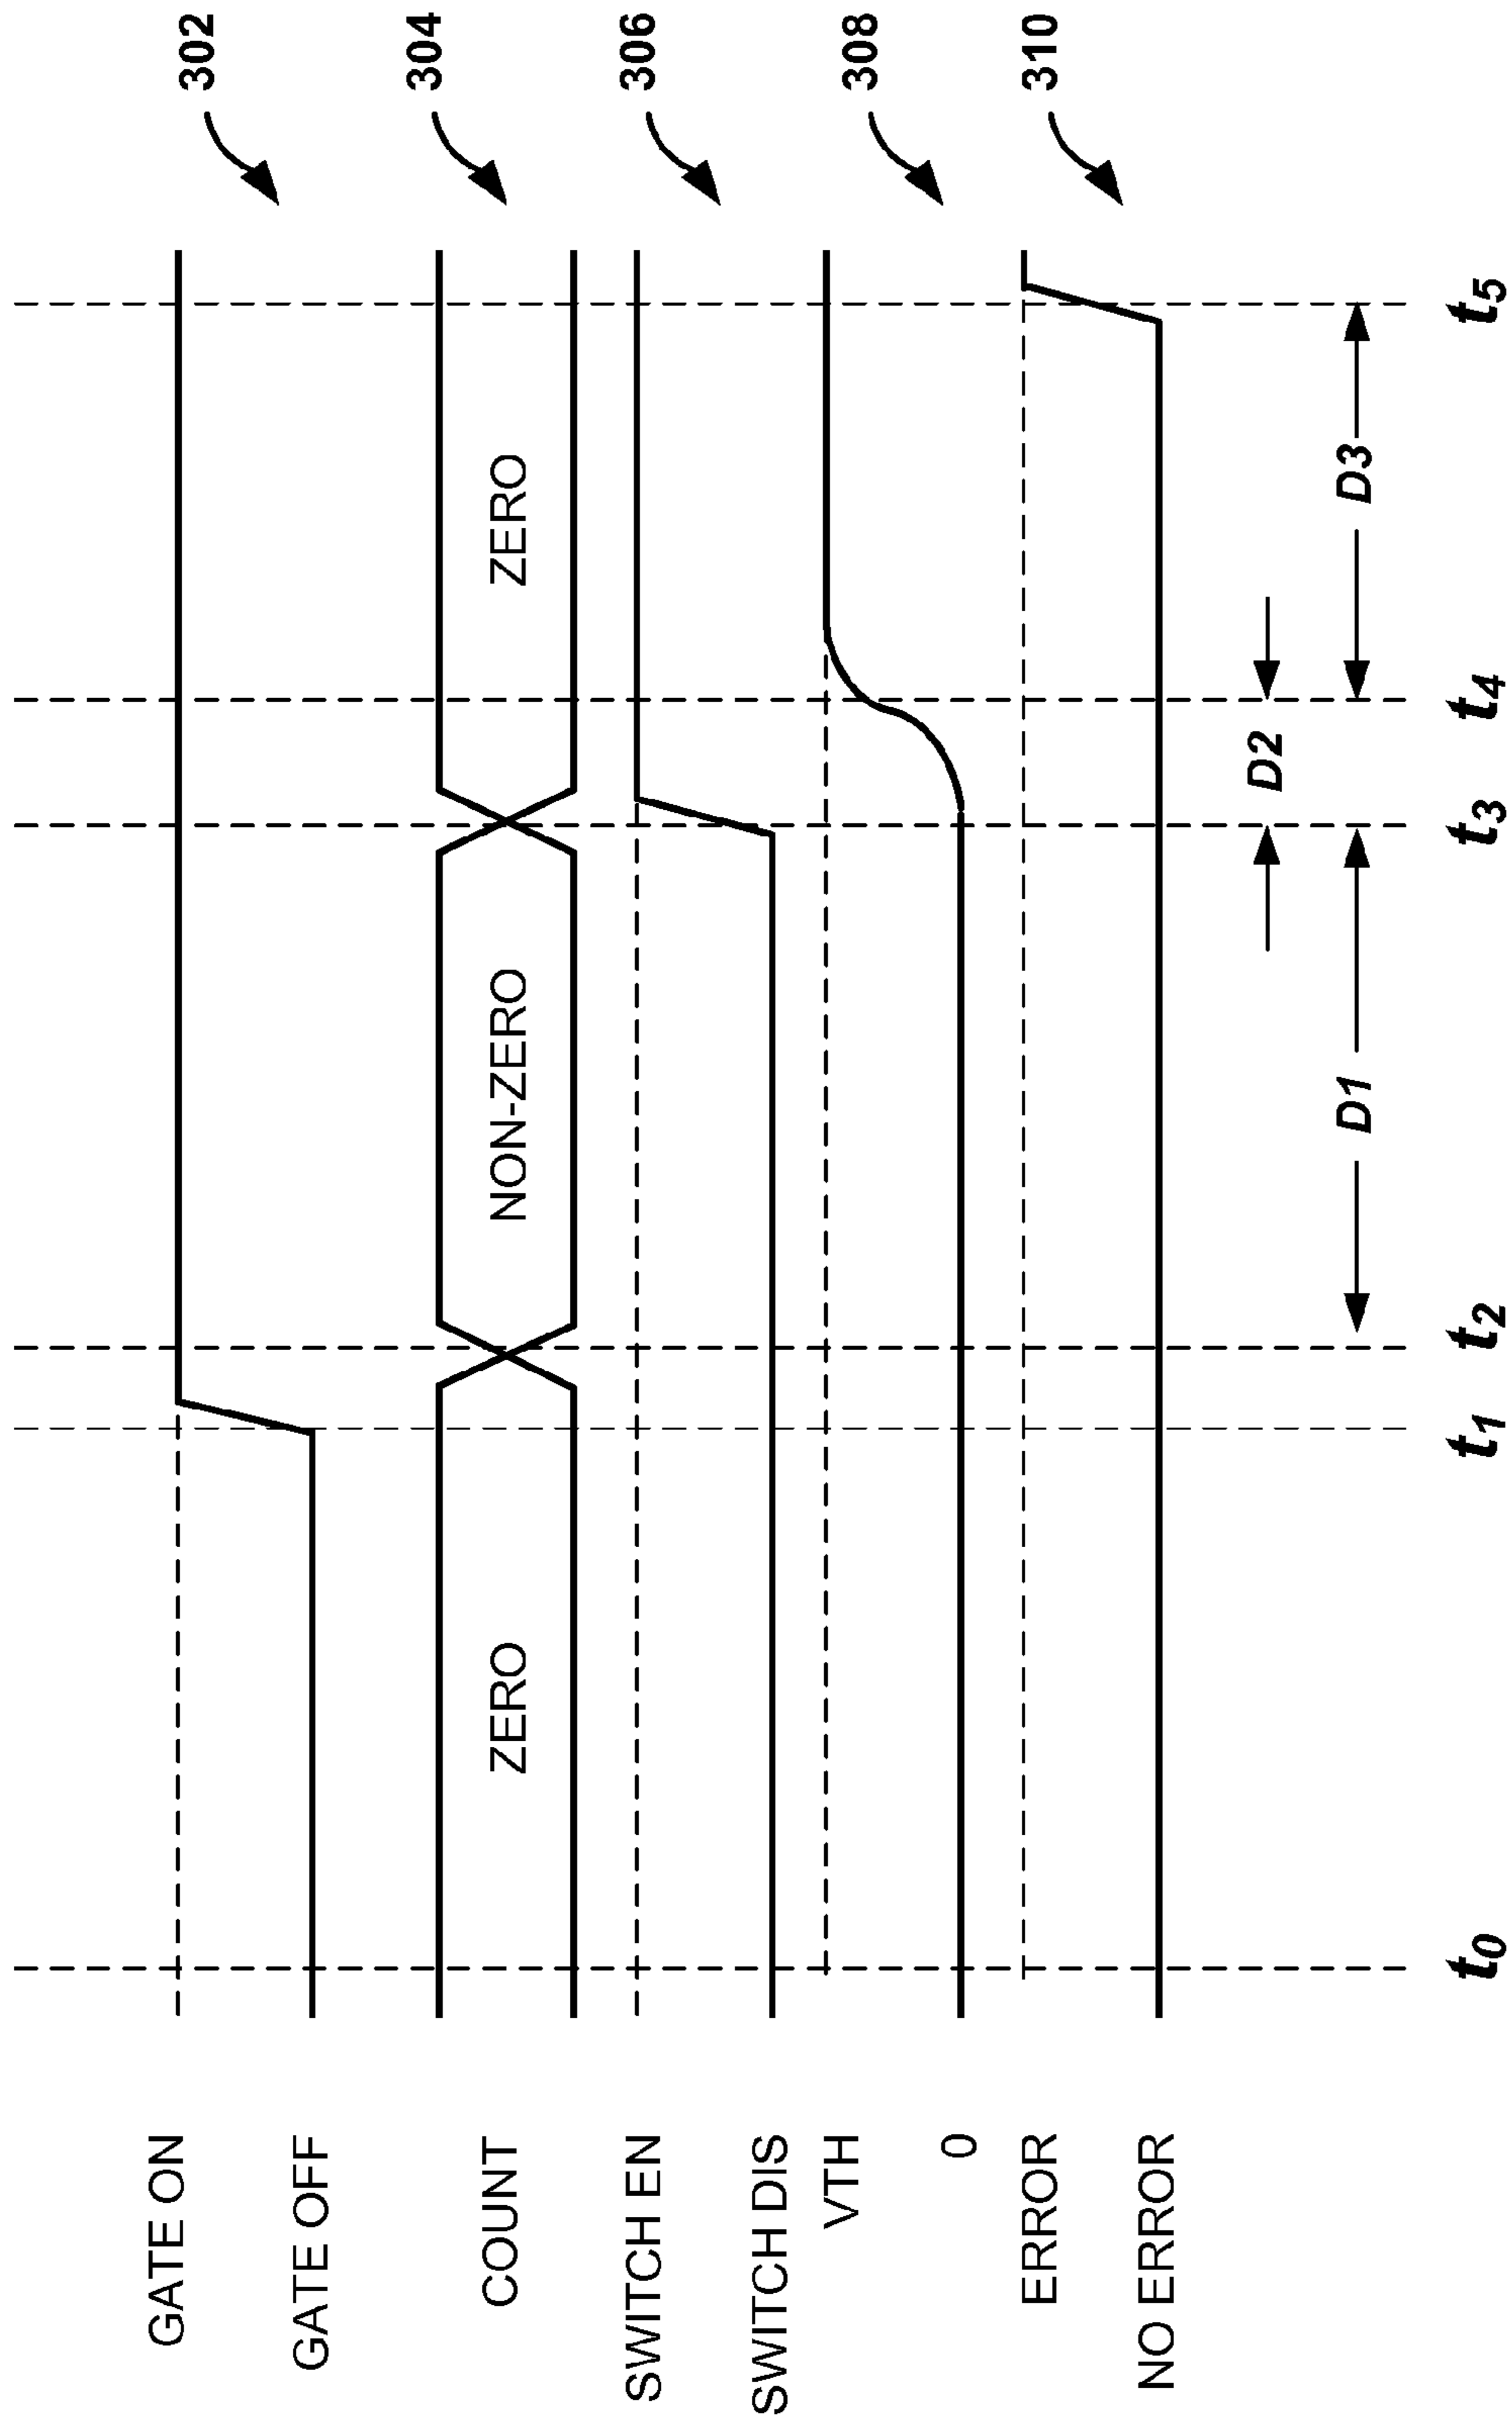 GATE ON
302
GATE OFF
COUNT
ZERO
NON-ZERO
ZERO
304
SWITCH EN
306
SWITCH DIS
VTH
308
0
ERROR
310
NO ERROR
D2
D1
D3
t0
t1
t2
t3
t4
t5